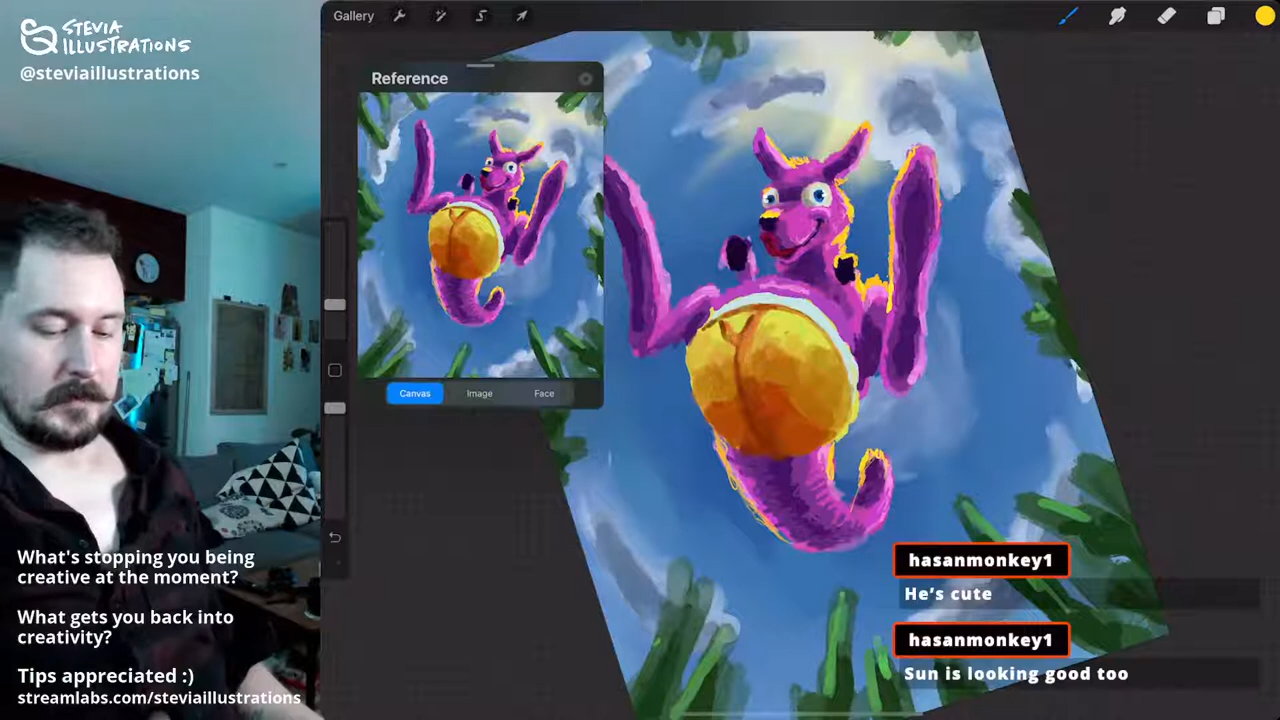 STEVIA
ILLUSTRATIONS
@steviaillustrations
Gallery
Reference
Canvas
Image
Face
What's stopping you being
creative at the moment?
What gets you back into
creativity?
Tips appreciated :)
streamlabs.com/steviaillustrations
hasanmonkey1
He's cute
hasanmonkey1
Sun is looking good too